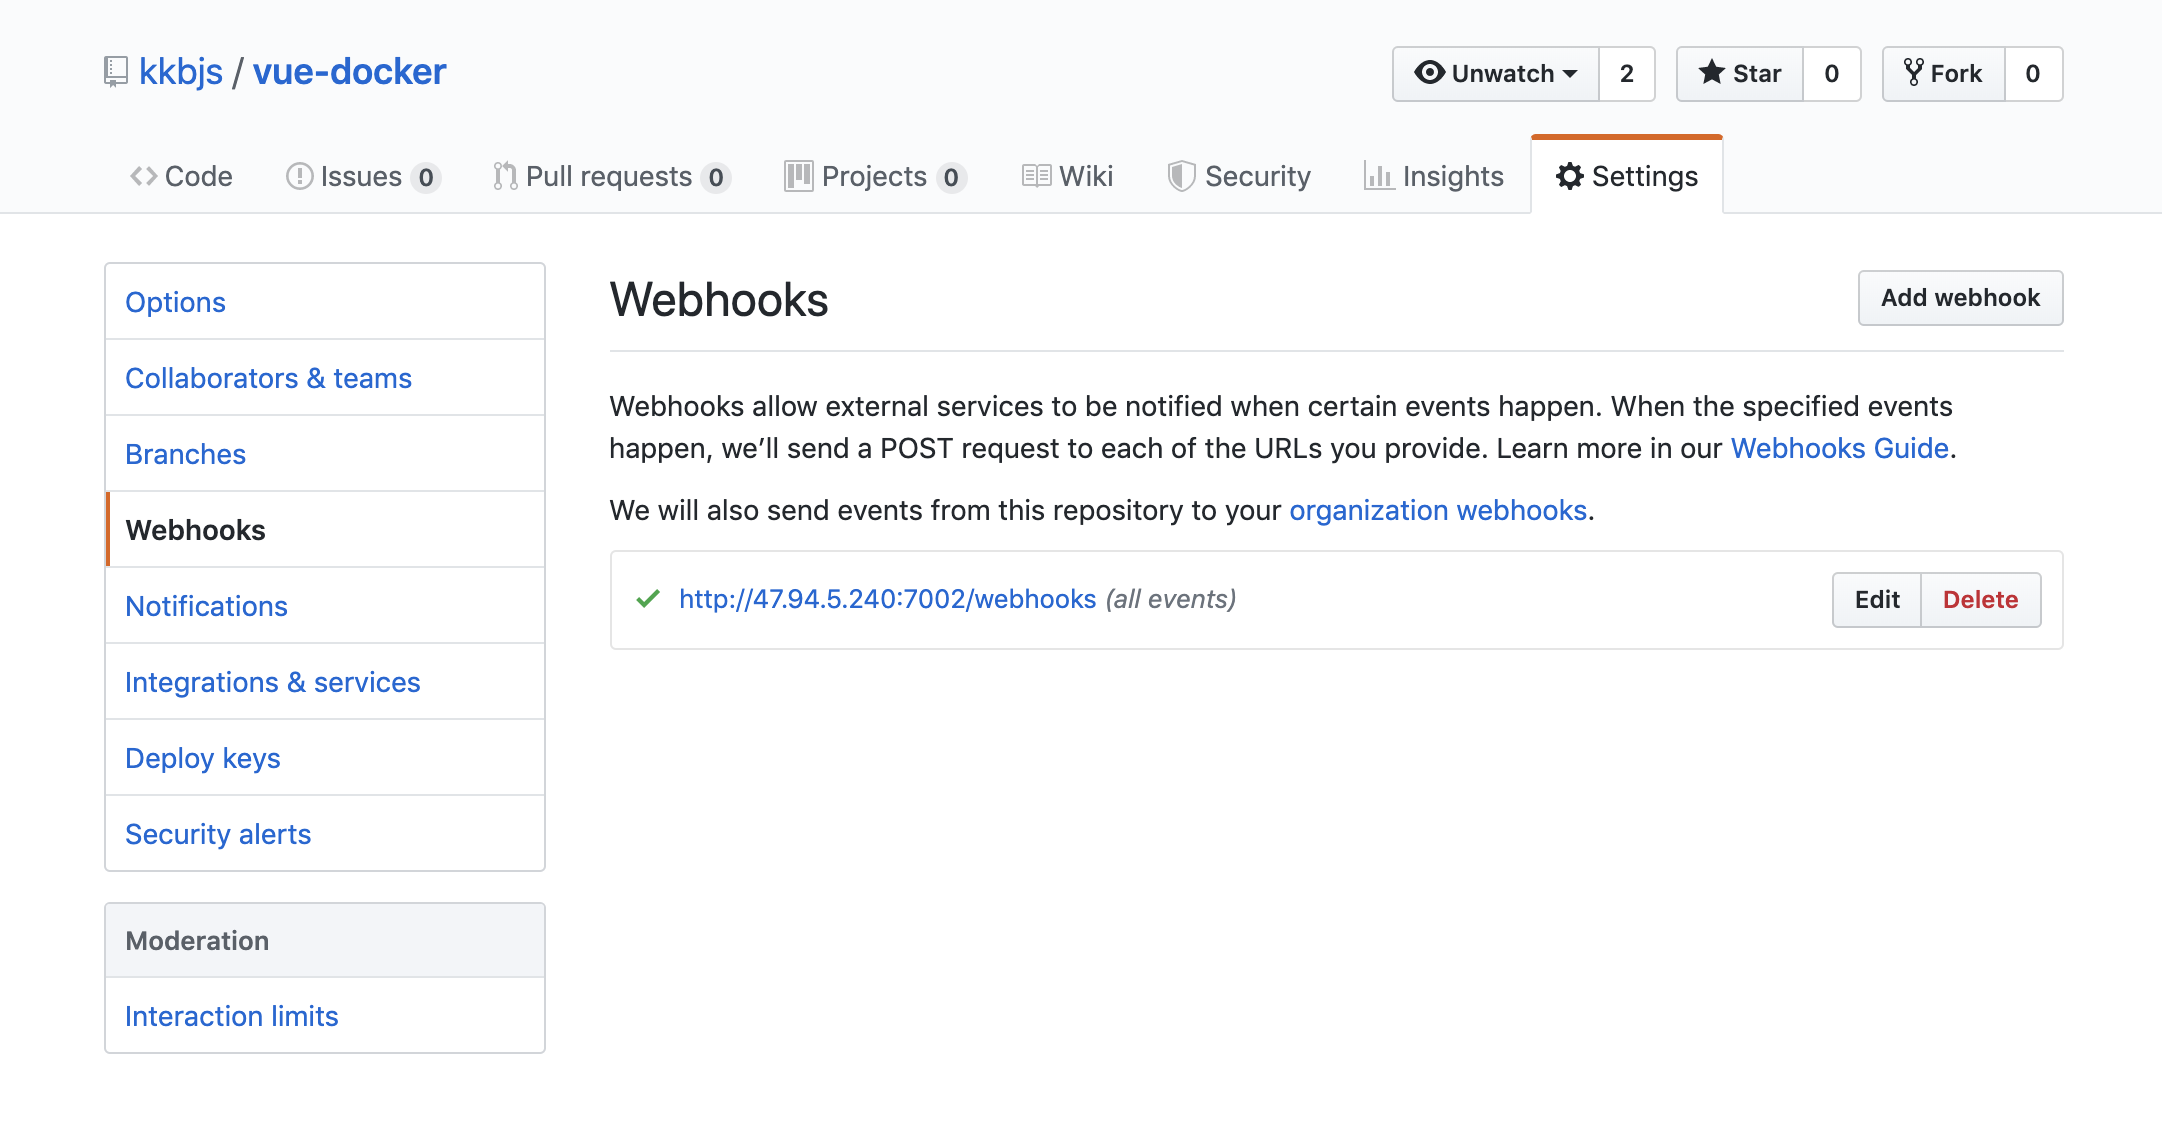 kkbjs / vue-docker
Unwatch 2 Star 0 Fork 0
Code Issues 0 Pull requests 0 Projects 0 Wiki Security Insights Settings
Options
Collaborators & teams
Branches
Webhooks
Notifications
Integrations & services
Deploy keys
Security alerts
Moderation
Interaction limits
Webhooks
Add webhook
Webhooks allow external services to be notified when certain events happen. When the specified events
happen, we’ll send a POST request to each of the URLs you provide. Learn more in our Webhooks Guide.
We will also send events from this repository to your organization webhooks.
http://47.94.5.240:7002/webhooks (all events)
Edit Delete